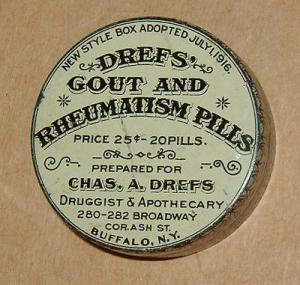 NEW STYLE BOX ADOPTED JULY 1, 1916.
DREFS'
GOUT AND
RHEUMATISM PILLS
PRICE 25¢-20 PILLS.
PREPARED FOR
CHAS. A. DREFS
DRUGGIST & APOTHECARY
280-282 BROADWAY
COR. ASH ST.
BUFFALO, N.Y.